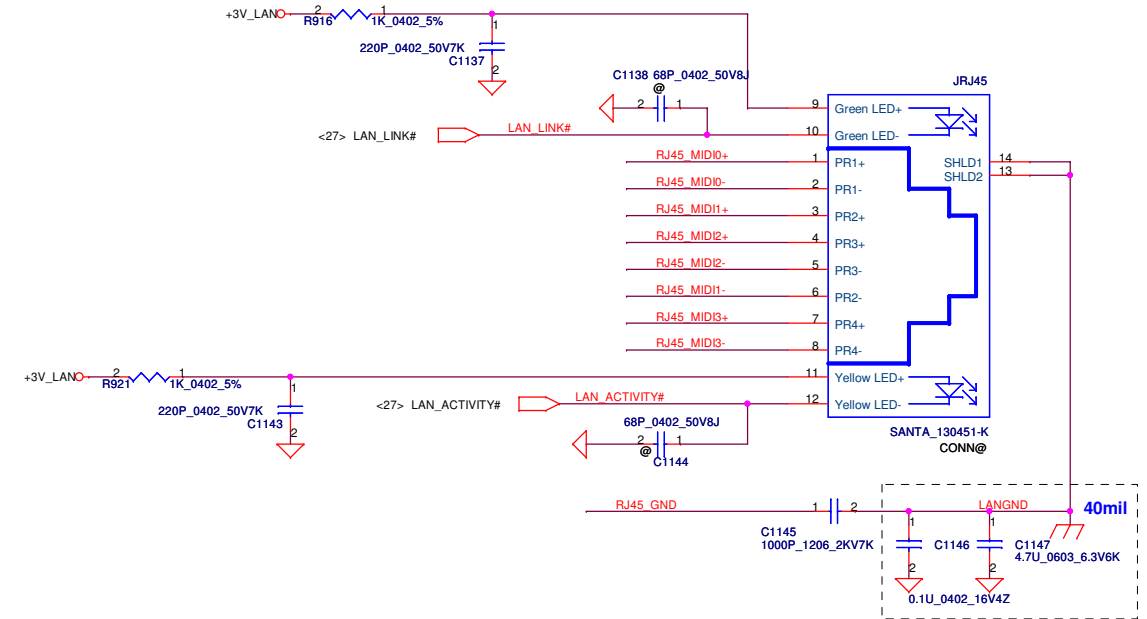 +3V_LAN
2
1
R916
1K_0402_5%
1
220P_0402_50V7K
C1137
2
C1138 68P_0402_50V8J
@
2
1
JRJ45
9
Green LED+
<27> LAN_LINK#
LAN_LINK#
10
Green LED-
RJ45_MIDI0+
1
PR1+
SHLD1
14
SHLD2
13
RJ45_MIDI0-
2
PR1-
RJ45_MIDI1+
3
PR2+
RJ45_MIDI2+
4
PR3+
RJ45_MIDI2-
5
PR3-
RJ45_MIDI1-
6
PR2-
RJ45_MIDI3+
7
PR4+
RJ45_MIDI3-
8
PR4-
+3V_LAN
2
1
R921
1K_0402_5%
11
Yellow LED+
1
220P_0402_50V7K
C1143
2
<27> LAN_ACTIVITY#
LAN_ACTIVITY#
12
Yellow LED-
68P_0402_50V8J
2
1
@
C1144
SANTA_130451-K
CONN@
RJ45_GND
1
2
LANGND
40mil
C1145
1000P_1206_2KV7K
1
1
C1146
C1147
4.7U_0603_6.3V6K
2
2
0.1U_0402_16V4Z